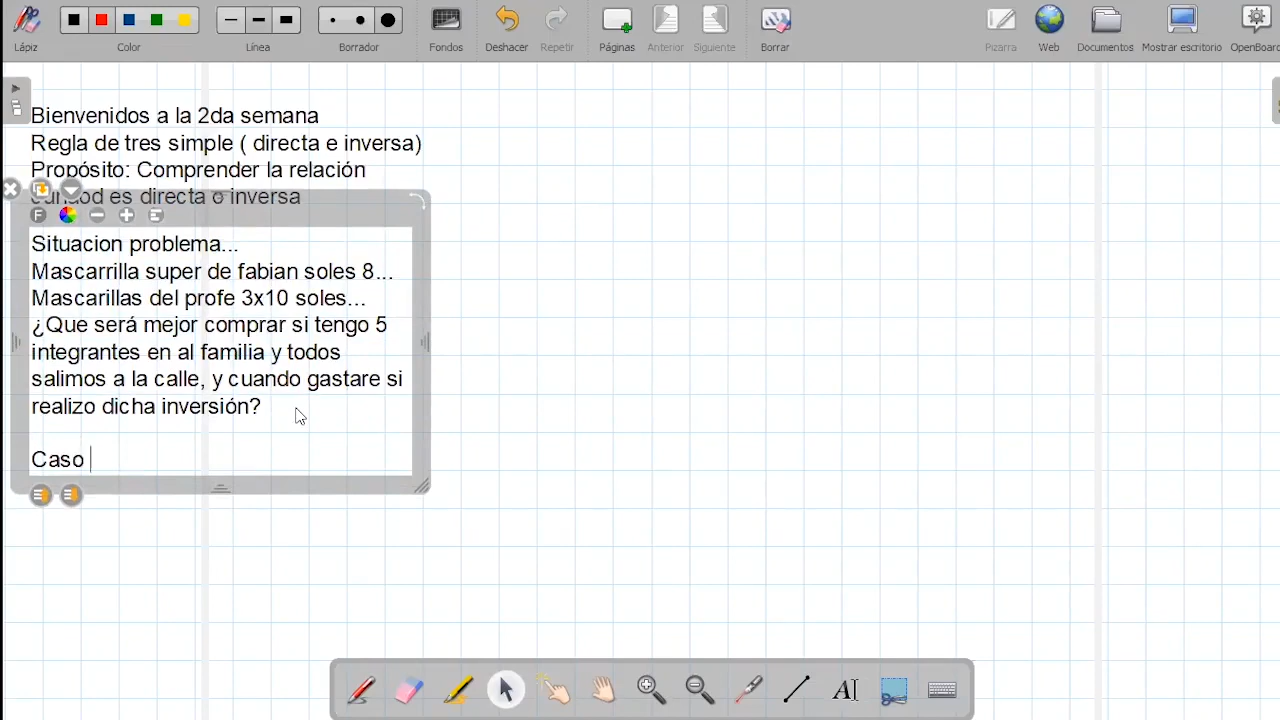 Lápiz
Color
Línea
Borrador
Fondos
Deshacer
Repetir
Páginas
Anterior
Siguiente
Borrar
Pizarra
Web
Documentos
Mostrar escritorio
OpenBoard
Bienvenidos a la 2da semana
Regla de tres simple ( directa e inversa)
Propósito: Comprender la relación
es directa o inversa
F
Situacion problema...
Mascarrilla super de fabian soles 8...
Mascarillas del profe 3x10 soles...
¿Que será mejor comprar si tengo 5
integrantes en al familia y todos
salimos a la calle, y cuando gastare si
realizo dicha inversión?
Caso
AI